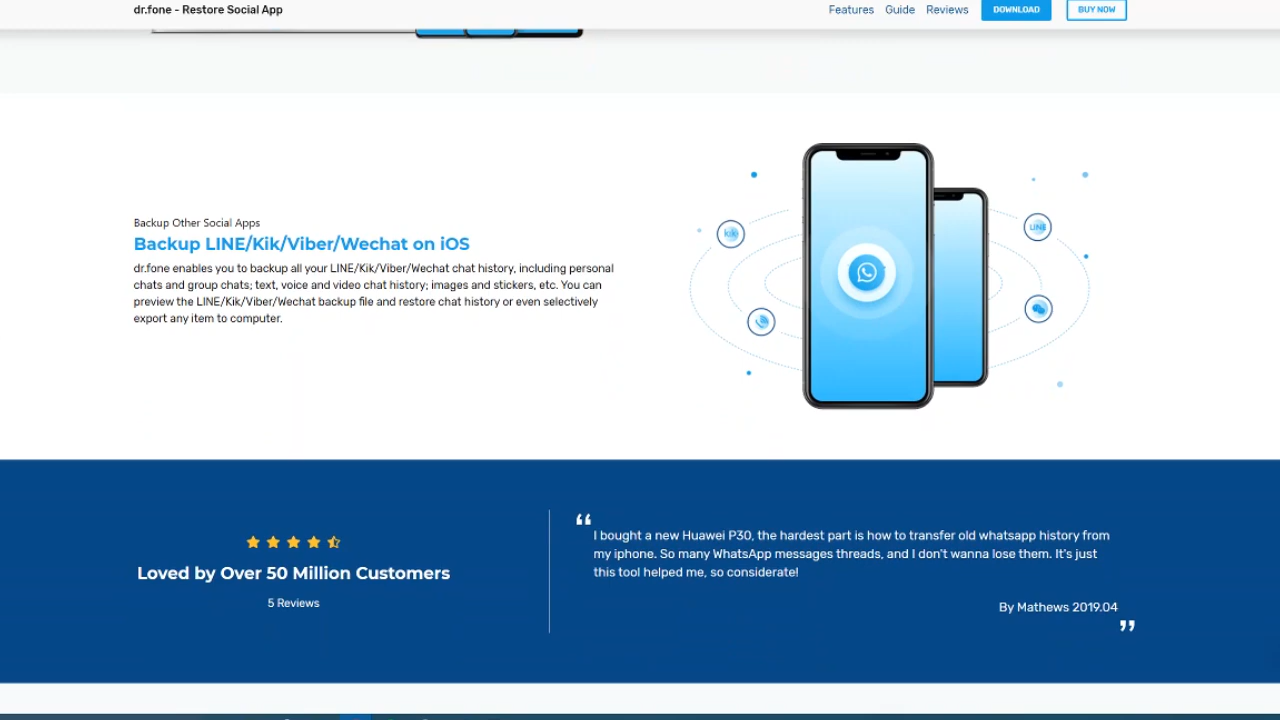 dr.fone - Restore Social App
Features Guide Reviews DOWNLOAD BUY NOW
Backup Other Social Apps
Backup LINE/Kik/Viber/Wechat on iOS
dr.fone enables you to backup all your LINE/Kik/Viber/Wechat chat history, including personal
chats and group chats; text, voice and video chat history; images and stickers, etc. You can
preview the LINE/Kik/Viber/Wechat backup file and restore chat history or even selectively
export any item to computer.
kik
LINE
Loved by Over 50 Million Customers
5 Reviews
“
I bought a new Huawei P30, the hardest part is how to transfer old whatsapp history from
my iphone. So many WhatsApp messages threads, and I don't wanna lose them. It's just
this tool helped me, so considerate!
By Mathews 2019.04
”